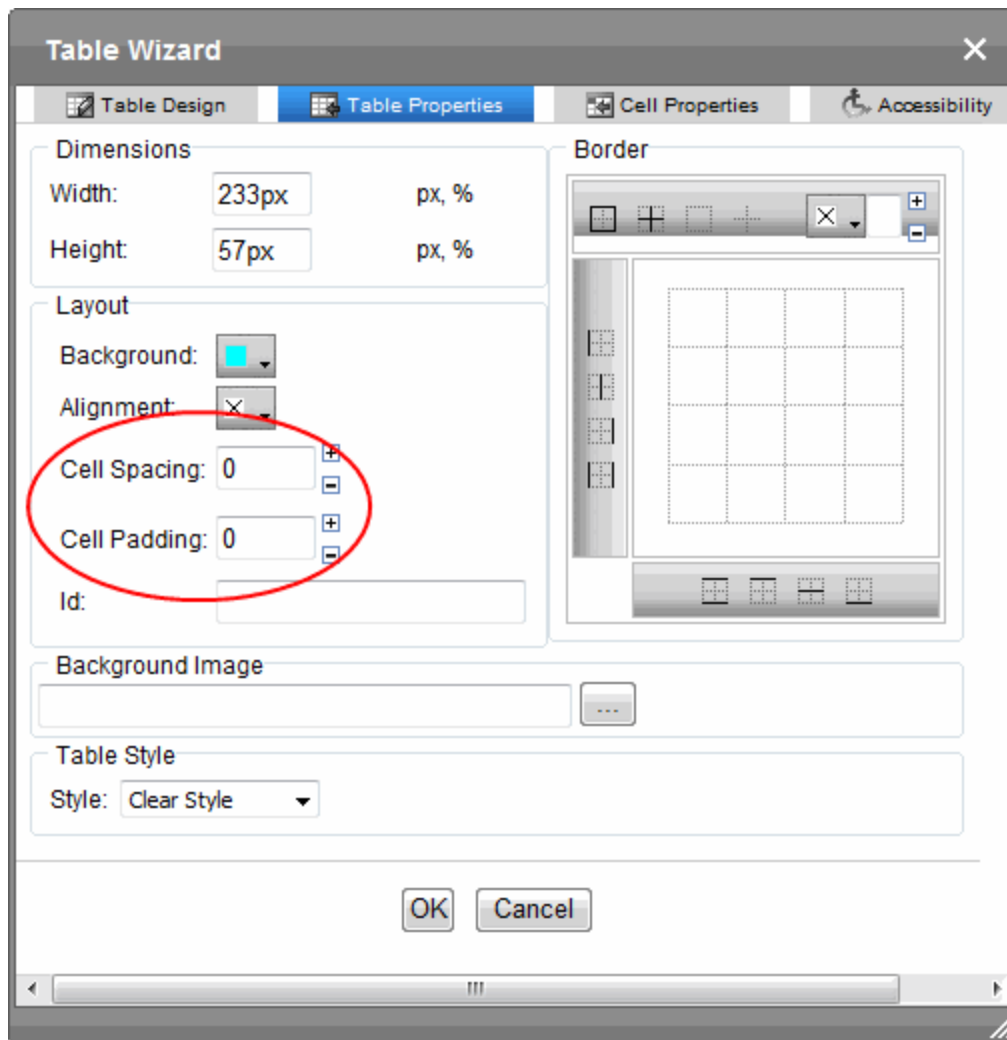 Table Wizard
Table Design Table Properties Cell Properties Accessibility
Dimensions
Width: 233px px, %
Height: 57px px, %
Border
Layout
Background:
Alignment:
Cell Spacing: 0
Cell Padding: 0
Id:
Background Image
...
Table Style
Style: Clear Style
OK Cancel